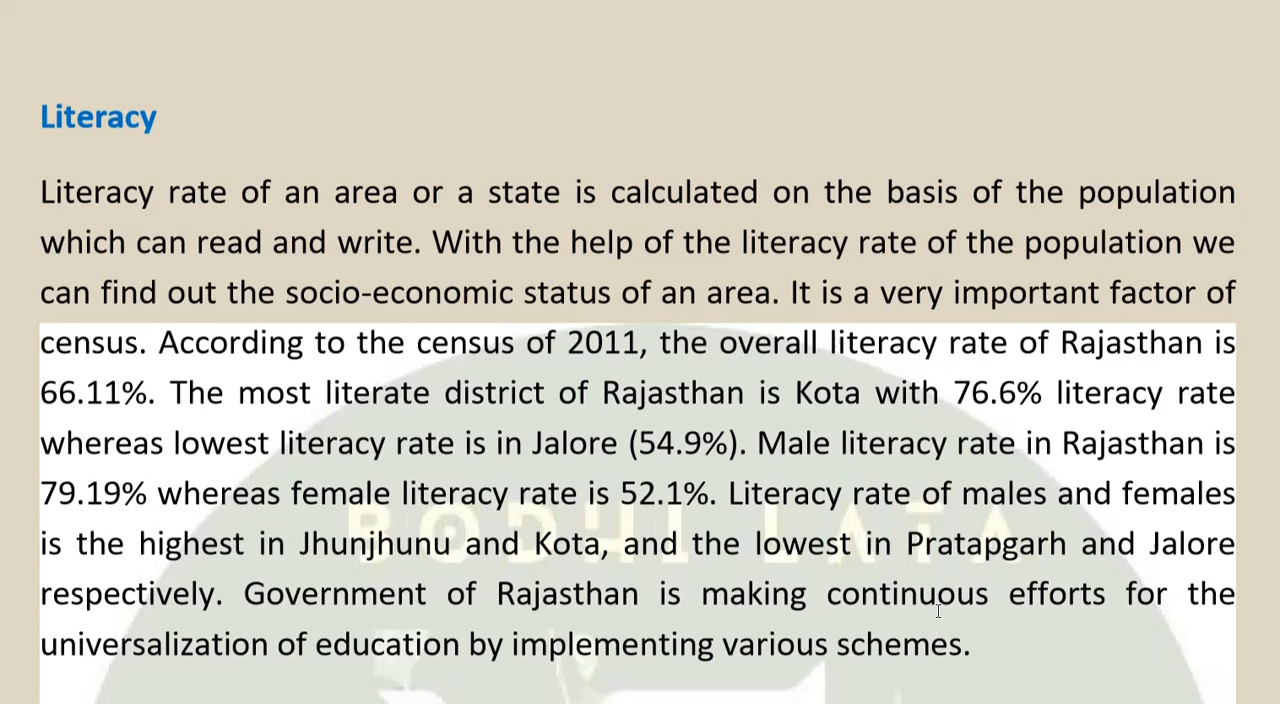 Literacy
Literacy rate of an area or a state is calculated on the basis of the population
which can read and write. With the help of the literacy rate of the population we
can find out the socio-economic status of an area. It is a very important factor of
census. According to the census of 2011, the overall literacy rate of Rajasthan is
66.11%. The most literate district of Rajasthan is Kota with 76.6% literacy rate
whereas lowest literacy rate is in Jalore (54.9%). Male literacy rate in Rajasthan is
79.19% whereas female literacy rate is 52.1%. Literacy rate of males and females
BODHI LATA
is the highest in Jhunjhunu and Kota, and the lowest in Pratapgarh and Jalore
respectively. Government of Rajasthan is making continuous efforts for the
universalization of education by implementing various schemes.